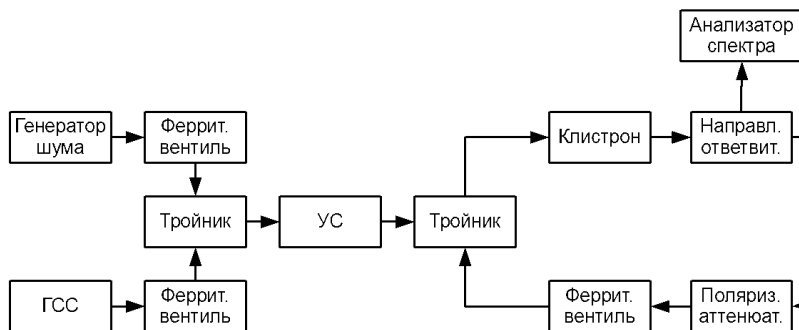 Анализатор
спектра
Генератор
шума
Феррит.
вентиль
Клистрон
Направл.
ответвит.
Тройник
УС
Тройник
ГСС
Феррит.
вентиль
Феррит.
вентиль
Поляриз.
аттенюат.